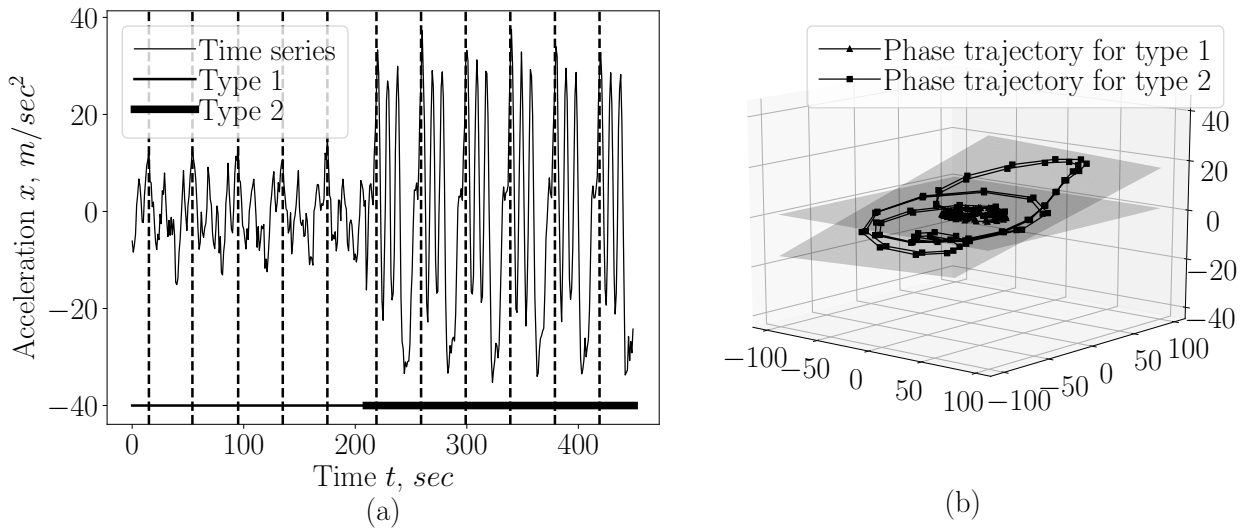 Time series
Type 1
Type 2
Acceleration x, m/sec²
40
20
0
−20
−40
0
100
200
300
400
Time t, sec
(a)
Phase trajectory for type 1
Phase trajectory for type 2
40
20
0
−20
−40
−100
−50
0
50
100
−100
−50
0
50
100
(b)